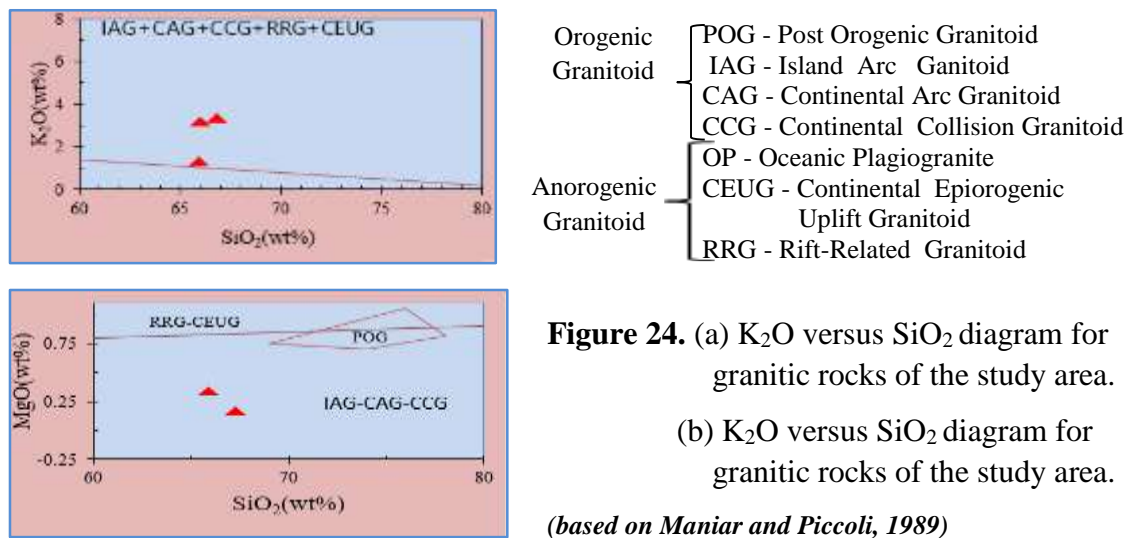 IAG+CAG+CCG+RRG+CEUG
8
6
4
2
0
K₂O(wt%)
60
65
70
75
80
SiO₂(wt%)
Orogenic
Granitoid
POG - Post Orogenic Granitoid
IAG - Island Arc Ganitoid
CAG - Continental Arc Granitoid
CCG - Continental Collision Granitoid
Anorogenic
Granitoid
OP - Oceanic Plagiogranite
CEUG - Continental Epiorogenic
Uplift Granitoid
RRG - Rift-Related Granitoid
RRG-CEUG
POG
IAG-CAG-CCG
0.75
0.25
-0.25
MgO(wt%)
60
70
80
SiO₂(wt%)
Figure 24. (a) K₂O versus SiO₂ diagram for
granitic rocks of the study area.
(b) K₂O versus SiO₂ diagram for
granitic rocks of the study area.
(based on Maniar and Piccoli, 1989)